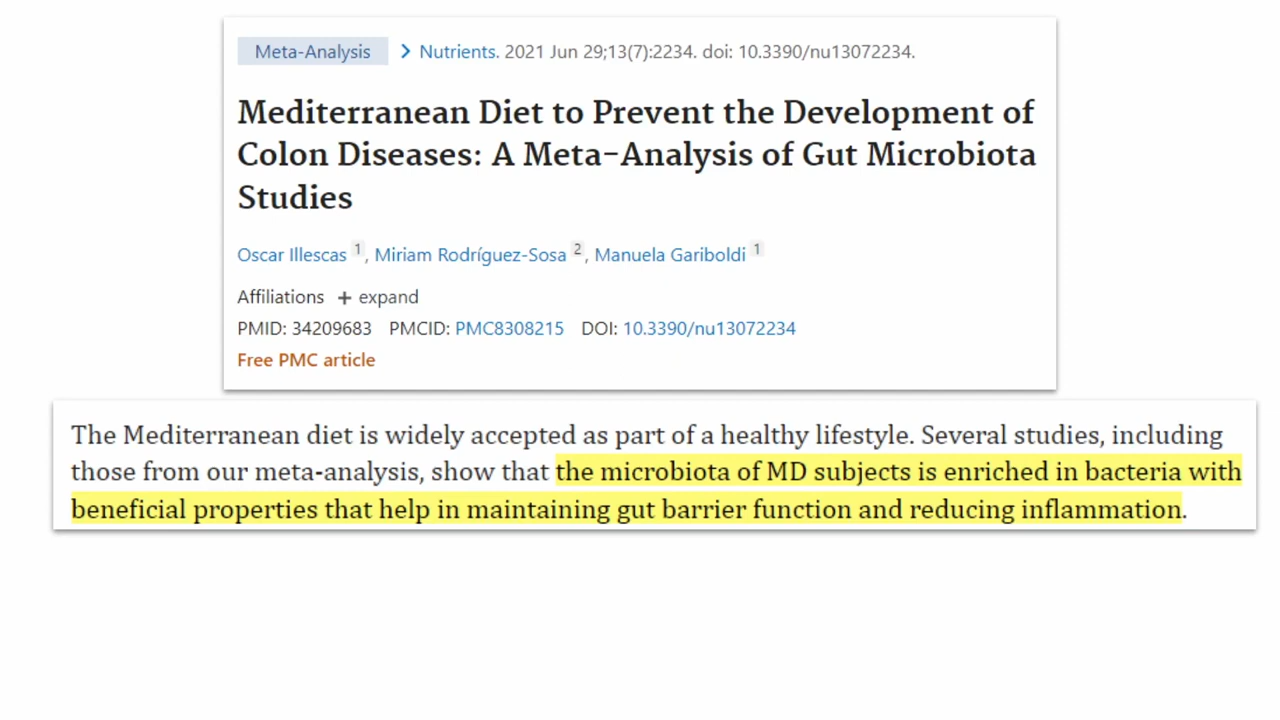 Meta-Analysis > Nutrients. 2021 Jun 29;13(7):2234. doi: 10.3390/nu13072234.
Mediterranean Diet to Prevent the Development of
Colon Diseases: A Meta-Analysis of Gut Microbiota
Studies
Oscar Illescas 1, Miriam Rodríguez-Sosa 2, Manuela Gariboldi 1
Affiliations + expand
PMID: 34209683 PMCID: PMC8308215 DOI: 10.3390/nu13072234
Free PMC article
The Mediterranean diet is widely accepted as part of a healthy lifestyle. Several studies, including
those from our meta-analysis, show that the microbiota of MD subjects is enriched in bacteria with
beneficial properties that help in maintaining gut barrier function and reducing inflammation.